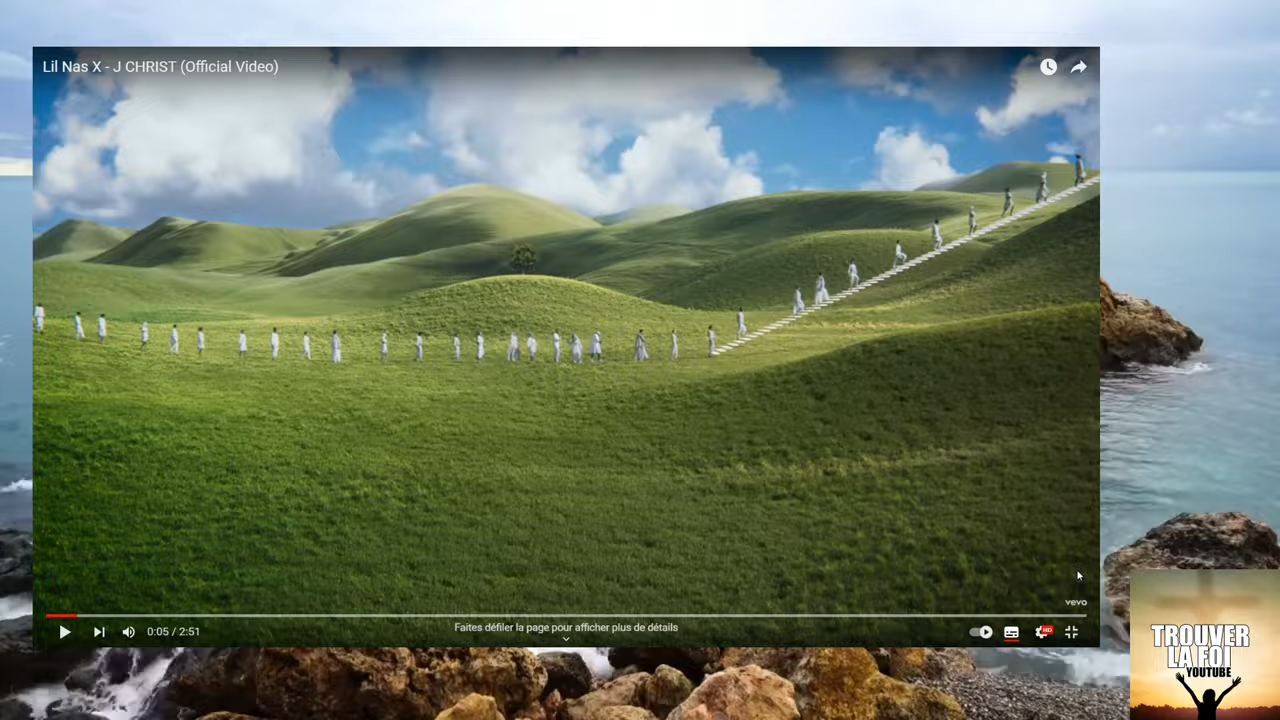 Lil Nas X - J CHRIST (Official Video)
vevo
0:05 / 2:51
Faites défiler la page pour afficher plus de détails
HD
TROUVER
LA FOI
YOUTUBE